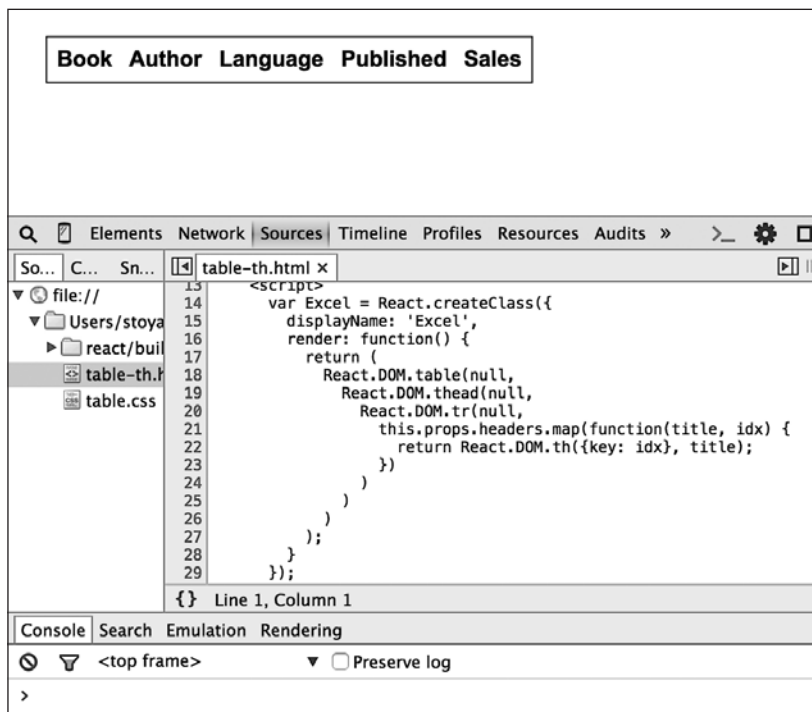 Book Author Language Published Sales
Elements Network Sources Timeline Profiles Resources Audits »
So... C... Sn... table-th.html ×
file://
Users/stoya
react/buil
table-th.h
table.css
13 <script>
14 var Excel = React.createClass({
15 displayName: 'Excel',
16 render: function() {
17 return (
18 React.DOM.table(null,
19 React.DOM.thead(null,
20 React.DOM.tr(null,
21 this.props.headers.map(function(title, idx) {
22 return React.DOM.th({key: idx}, title);
23 })
24 )
25 )
26 )
27 );
28 }
29 });
{} Line 1, Column 1
Console Search Emulation Rendering
<top frame> Preserve log
>